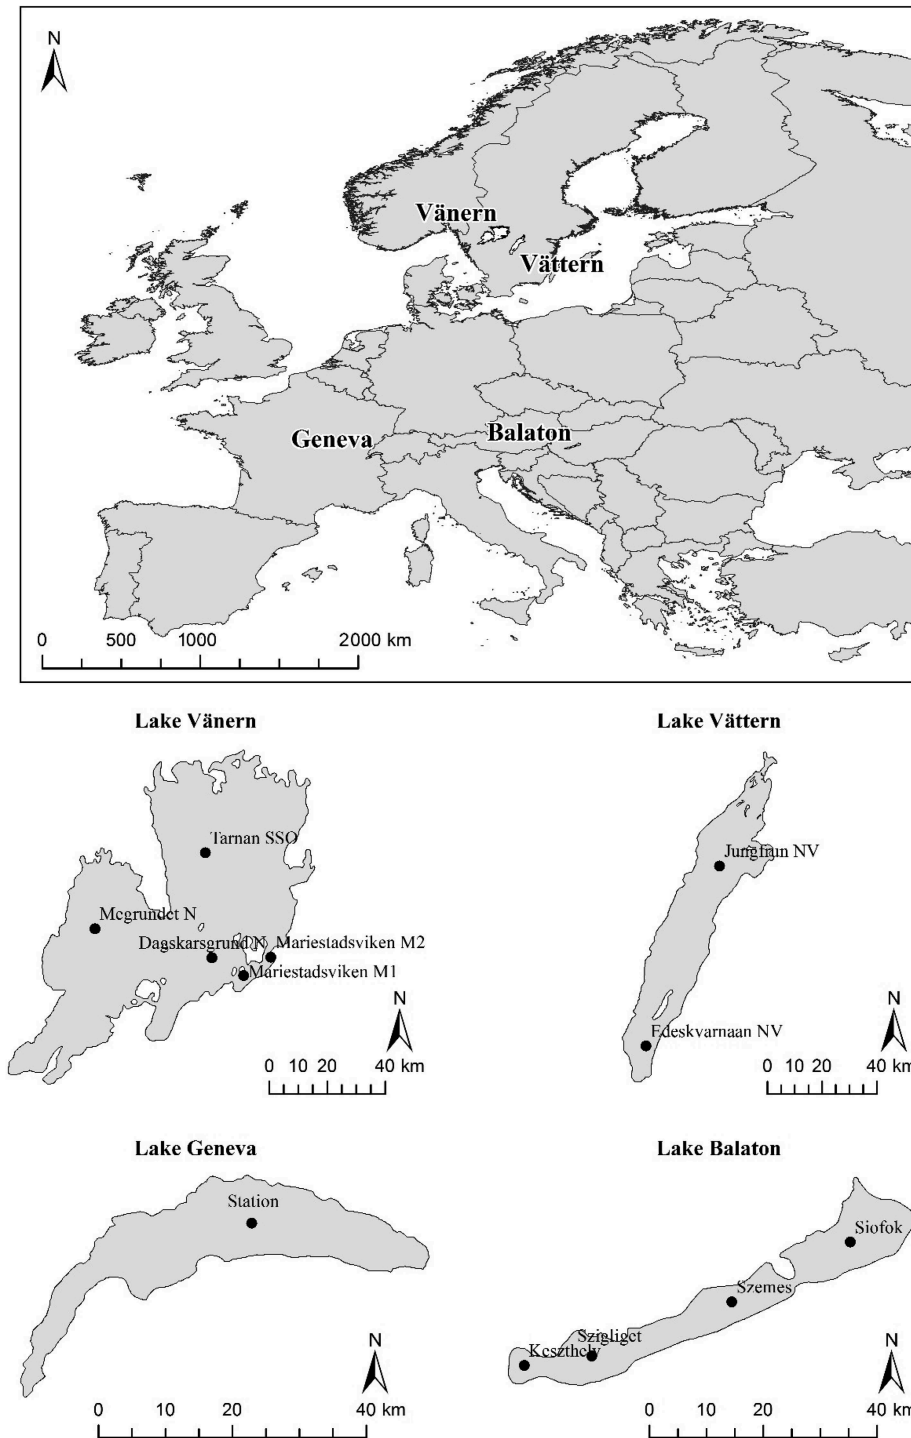 N
Vänern
Vättern
Geneva
Balaton
0 500 1000 2000 km
Lake Vänern
Tarnan SSO
Megrundet N
Dagskarsgrund N
Mariestadsviken M2
Mariestadsviken M1
N
0 10 20 40 km
Lake Vättern
Jungfrun NV
Edeskvarnaan NV
N
0 10 20 40 km
Lake Geneva
Station
N
0 10 20 40 km
Lake Balaton
Siofok
Szemes
Szigliget
Keszthely
N
0 10 20 40 km